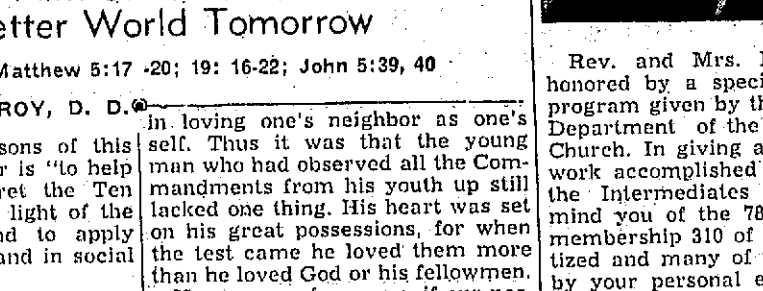 etter World Tomorrow
Matthew 5:17 -20; 19: 16-22; John 5:39, 40
ROY, D. D.
sons of this
r is "to help
ret the Ten
light of the
nd to apply
and in social
in loving one's neighbor as one's
self. Thus it was that the young
man who had observed all the Com-
mandments from his youth up still
lacked one thing. His heart was set
on his great possessions, for when
the test came he loved them more
than he loved God or his fellowmen.
Rev. and Mrs.
honored by a speci
program given by th
Department of the
Church. In giving a
work accomplished
the Intermediates
mind you of the 78
membership 310 of
tized and many of
by your personal e